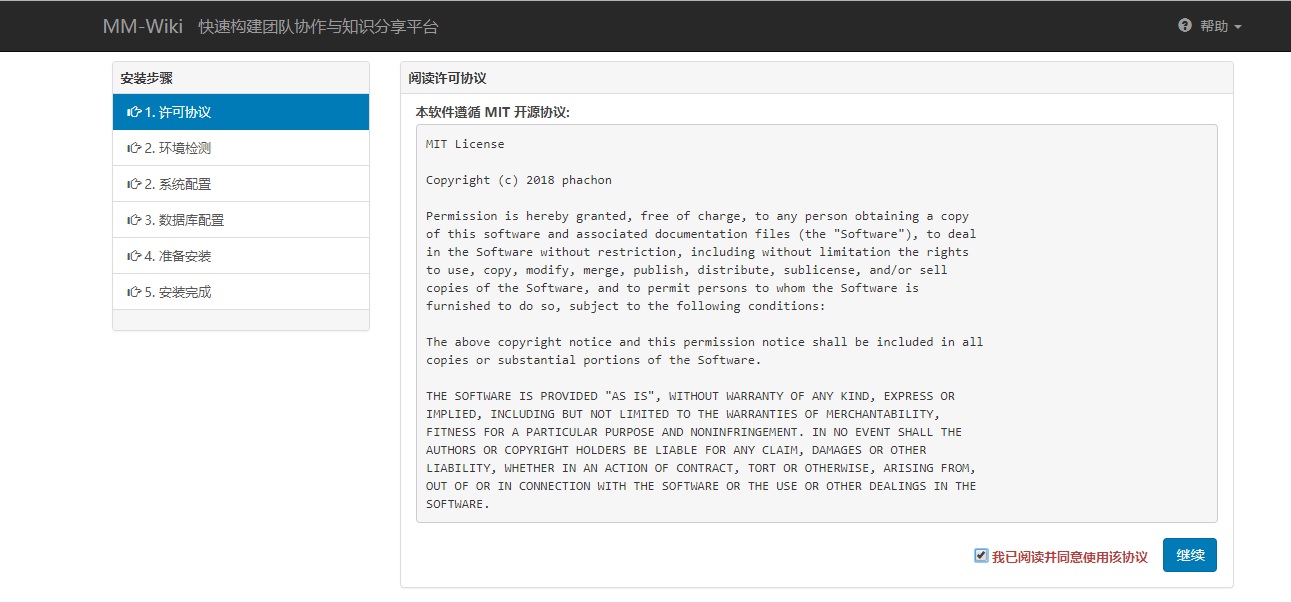 MM-Wiki 快速构建团队协作与知识分享平台
帮助
安装步骤
1. 许可协议
2. 环境检测
2. 系统配置
3. 数据库配置
4. 准备安装
5. 安装完成
阅读许可协议
本软件遵循 MIT 开源协议:
MIT License
Copyright (c) 2018 phachon
Permission is hereby granted, free of charge, to any person obtaining a copy
of this software and associated documentation files (the "Software"), to deal
in the Software without restriction, including without limitation the rights
to use, copy, modify, merge, publish, distribute, sublicense, and/or sell
copies of the Software, and to permit persons to whom the Software is
furnished to do so, subject to the following conditions:
The above copyright notice and this permission notice shall be included in all
copies or substantial portions of the Software.
THE SOFTWARE IS PROVIDED "AS IS", WITHOUT WARRANTY OF ANY KIND, EXPRESS OR
IMPLIED, INCLUDING BUT NOT LIMITED TO THE WARRANTIES OF MERCHANTABILITY,
FITNESS FOR A PARTICULAR PURPOSE AND NONINFRINGEMENT. IN NO EVENT SHALL THE
AUTHORS OR COPYRIGHT HOLDERS BE LIABLE FOR ANY CLAIM, DAMAGES OR OTHER
LIABILITY, WHETHER IN AN ACTION OF CONTRACT, TORT OR OTHERWISE, ARISING FROM,
OUT OF OR IN CONNECTION WITH THE SOFTWARE OR THE USE OR OTHER DEALINGS IN THE
SOFTWARE.
我已阅读并同意使用该协议 继续